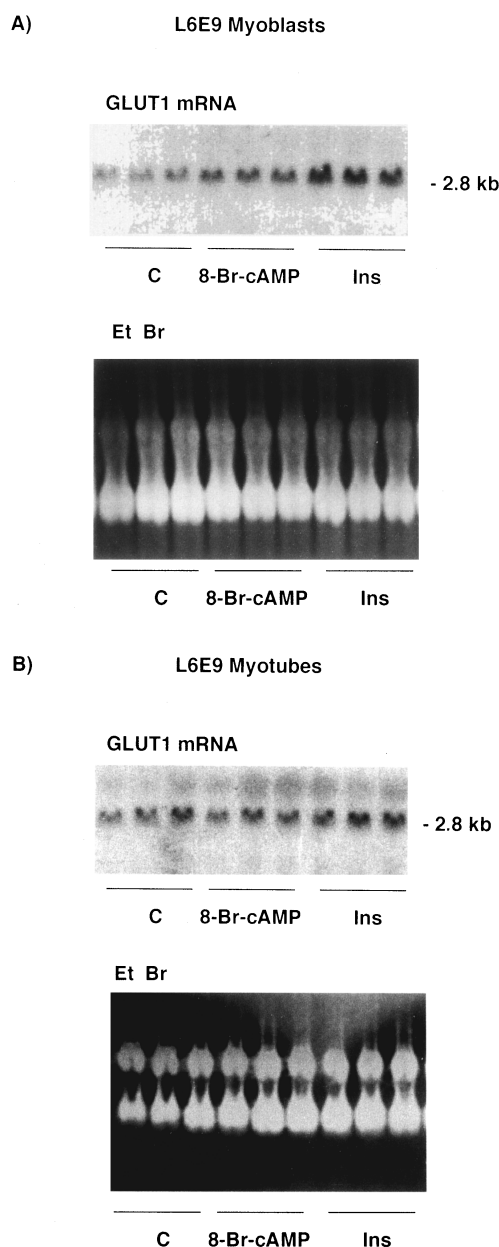 A) L6E9 Myoblasts
GLUT1 mRNA
- 2.8 kb
C 8-Br-cAMP Ins
Et Br
C 8-Br-cAMP Ins
B) L6E9 Myotubes
GLUT1 mRNA
- 2.8 kb
C 8-Br-cAMP Ins
Et Br
C 8-Br-cAMP Ins